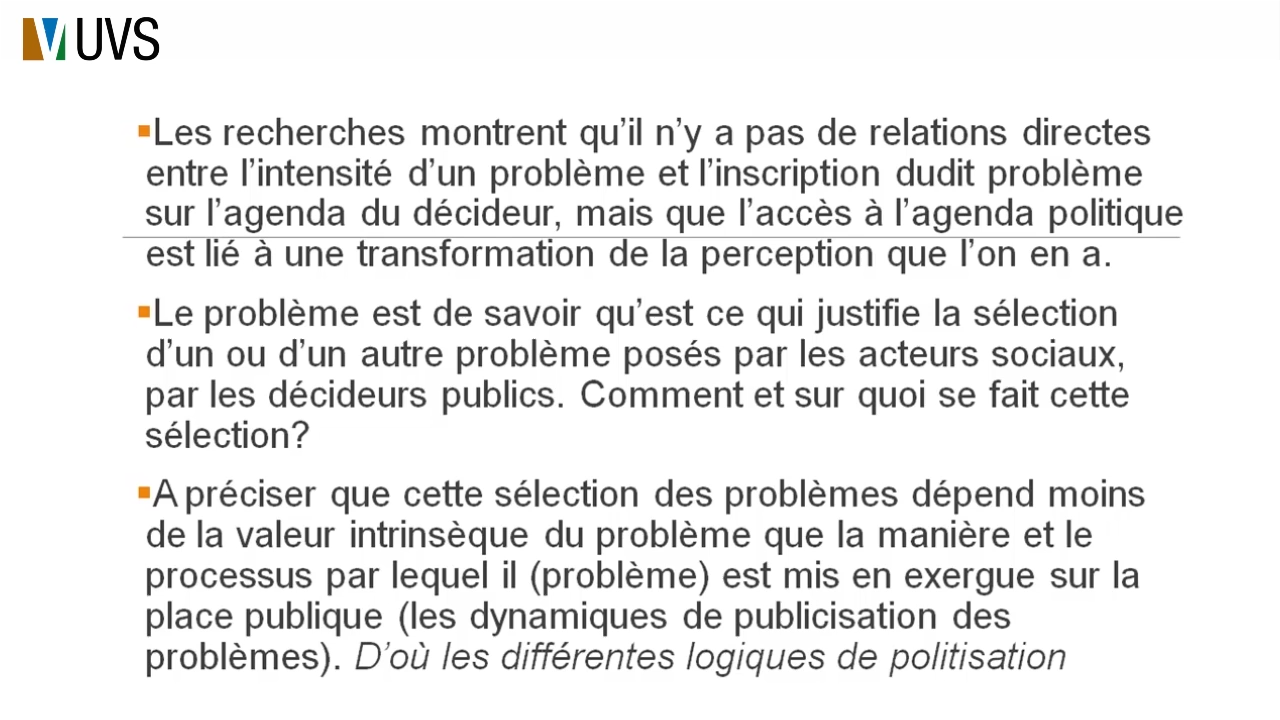 UVS
▪Les recherches montrent qu’il n’y a pas de relations directes
entre l’intensité d’un problème et l’inscription dudit problème
sur l’agenda du décideur, mais que l’accès à l’agenda politique
est lié à une transformation de la perception que l’on en a.
▪Le problème est de savoir qu’est ce qui justifie la sélection
d’un ou d’un autre problème posés par les acteurs sociaux,
par les décideurs publics. Comment et sur quoi se fait cette
sélection?
▪A préciser que cette sélection des problèmes dépend moins
de la valeur intrinsèque du problème que la manière et le
processus par lequel il (problème) est mis en exergue sur la
place publique (les dynamiques de publicisation des
problèmes). D’où les différentes logiques de politisation